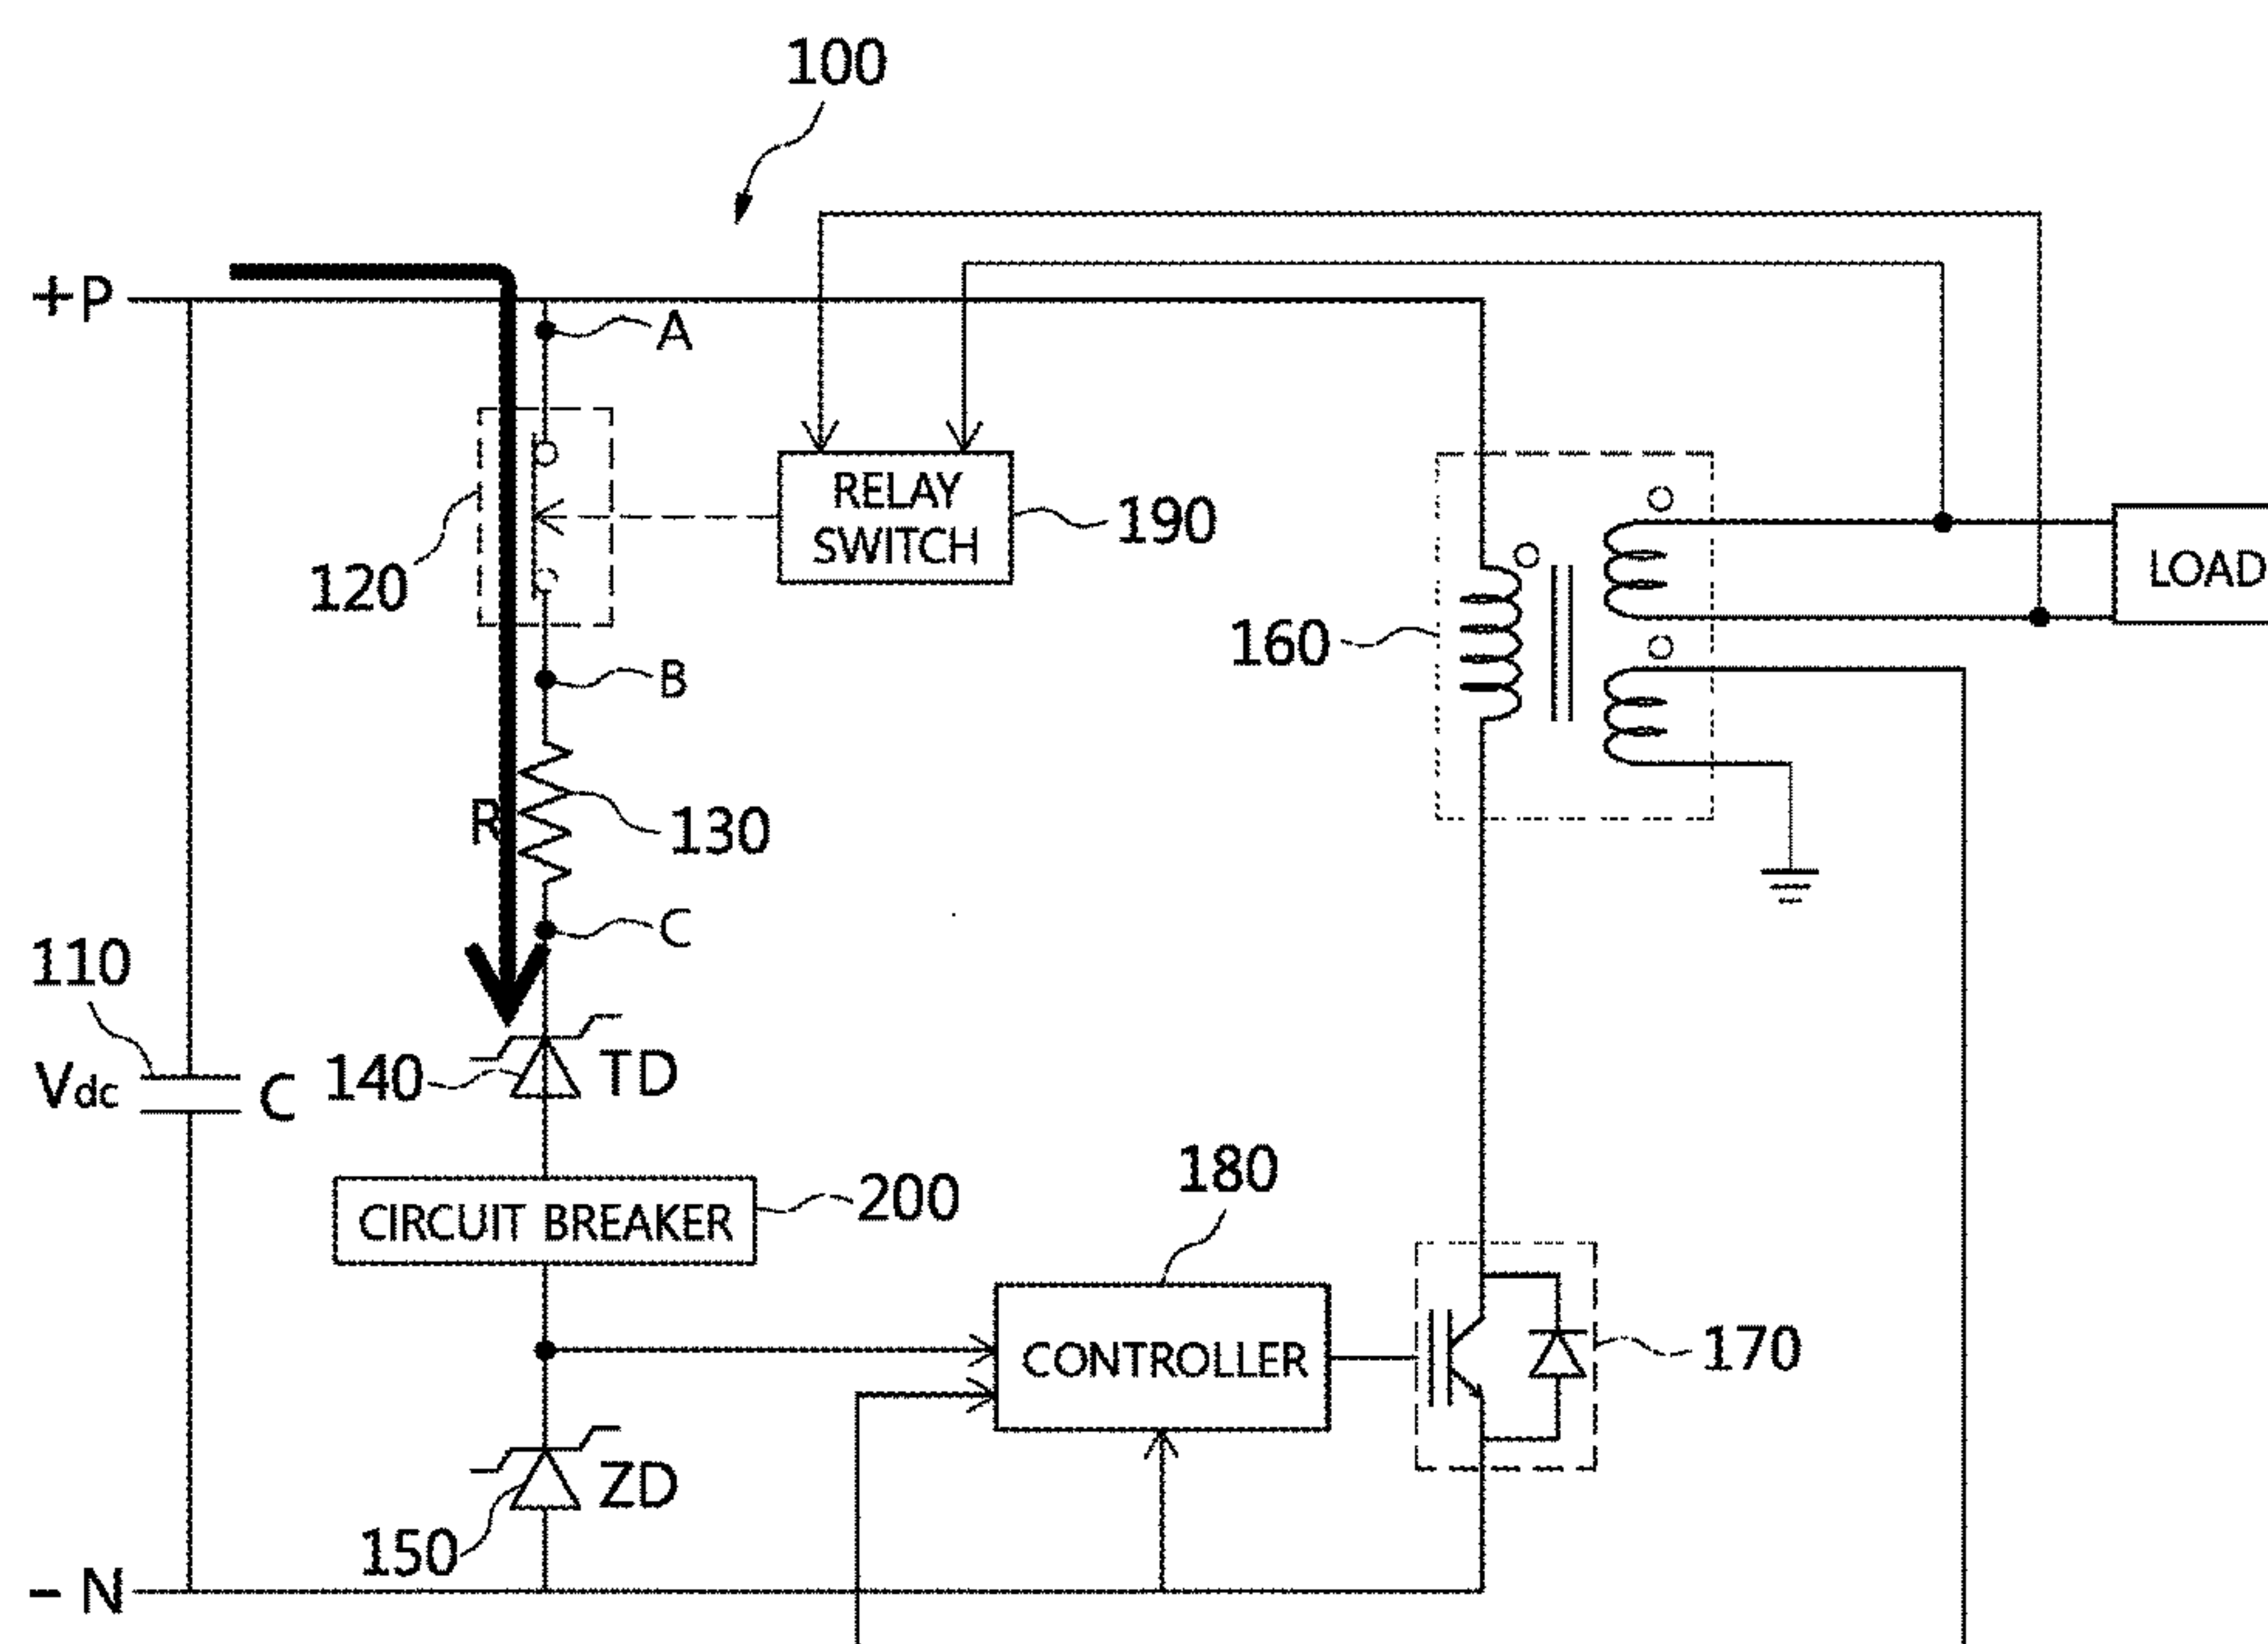 100
+P
A
RELAY
SWITCH
190
120
LOAD
160
B
R
130
C
110
Vdc
C
140
TD
180
CIRCUIT BREAKER
200
CONTROLLER
170
ZD
150
- N